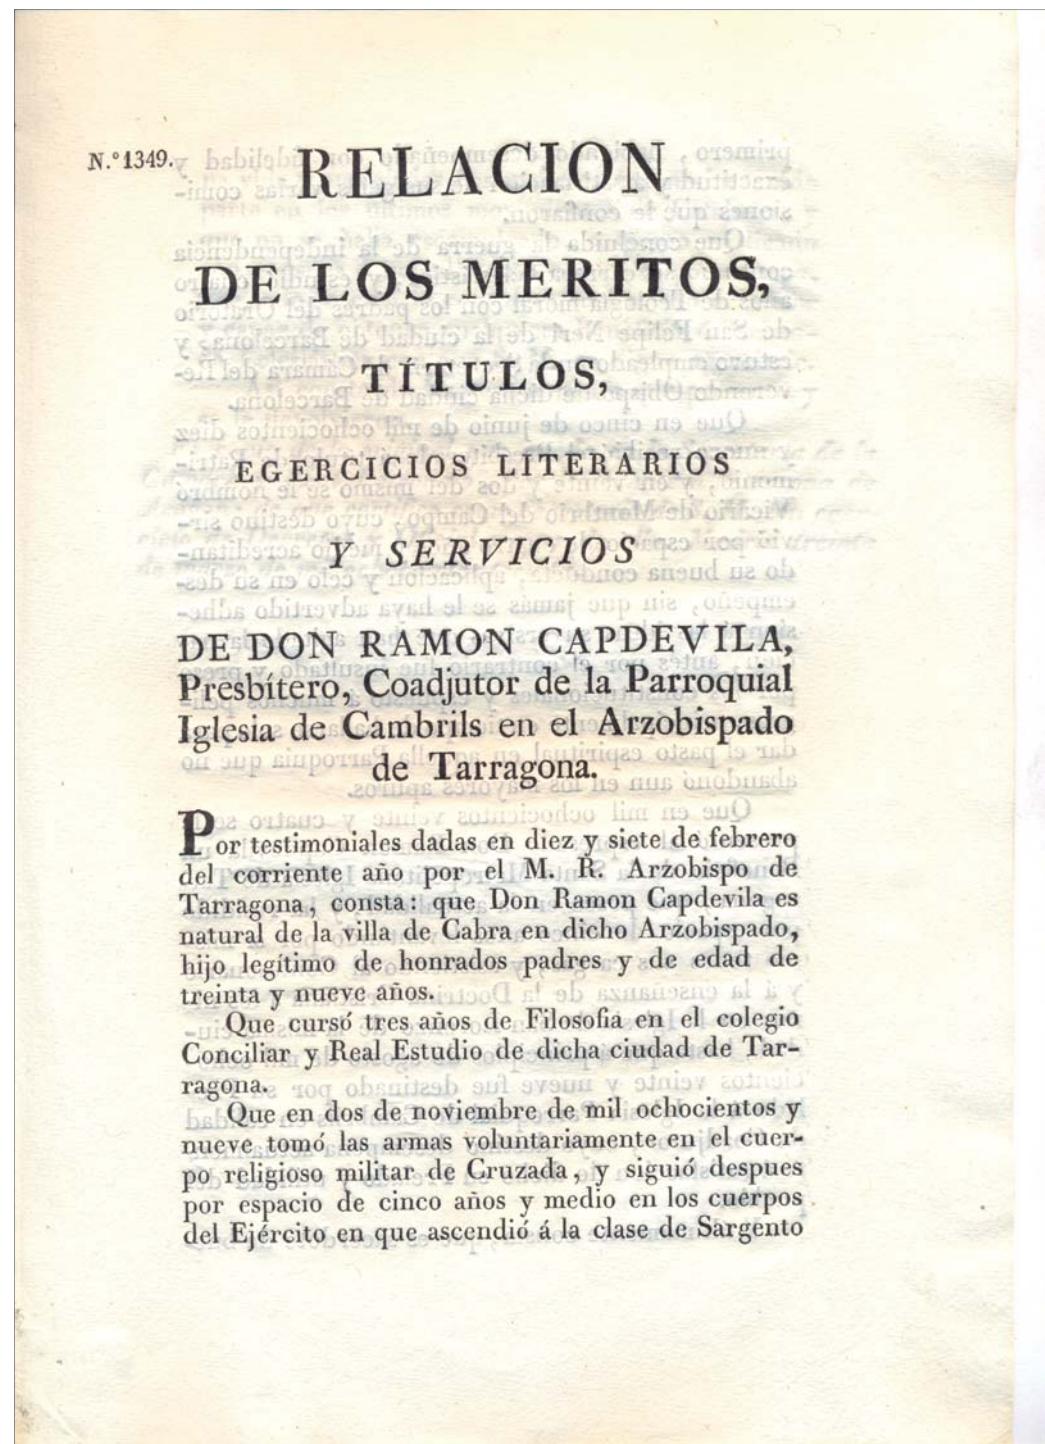 N.º 1349.
RELACION
DE LOS MERITOS,
TÍTULOS,
EGERCICIOS LITERARIOS
Y SERVICIOS
DE DON RAMON CAPDEVILA,
Presbítero, Coadjutor de la Parroquial
Iglesia de Cambrils en el Arzobispado
de Tarragona.
Por testimoniales dadas en diez y siete de febrero
del corriente año por el M. R. Arzobispo de
Tarragona, consta: que Don Ramon Capdevila es
natural de la villa de Cabra en dicho Arzobispado,
hijo legítimo de honrados padres y de edad de
treinta y nueve años.
Que cursó tres años de Filosofia en el colegio
Conciliar y Real Estudio de dicha ciudad de Tar-
ragona.
Que en dos de noviembre de mil ochocientos y
nueve tomó las armas voluntariamente en el cuer-
po religioso militar de Cruzada, y siguió despues
por espacio de cinco años y medio en los cuerpos
del Ejército en que ascendió á la clase de Sargento